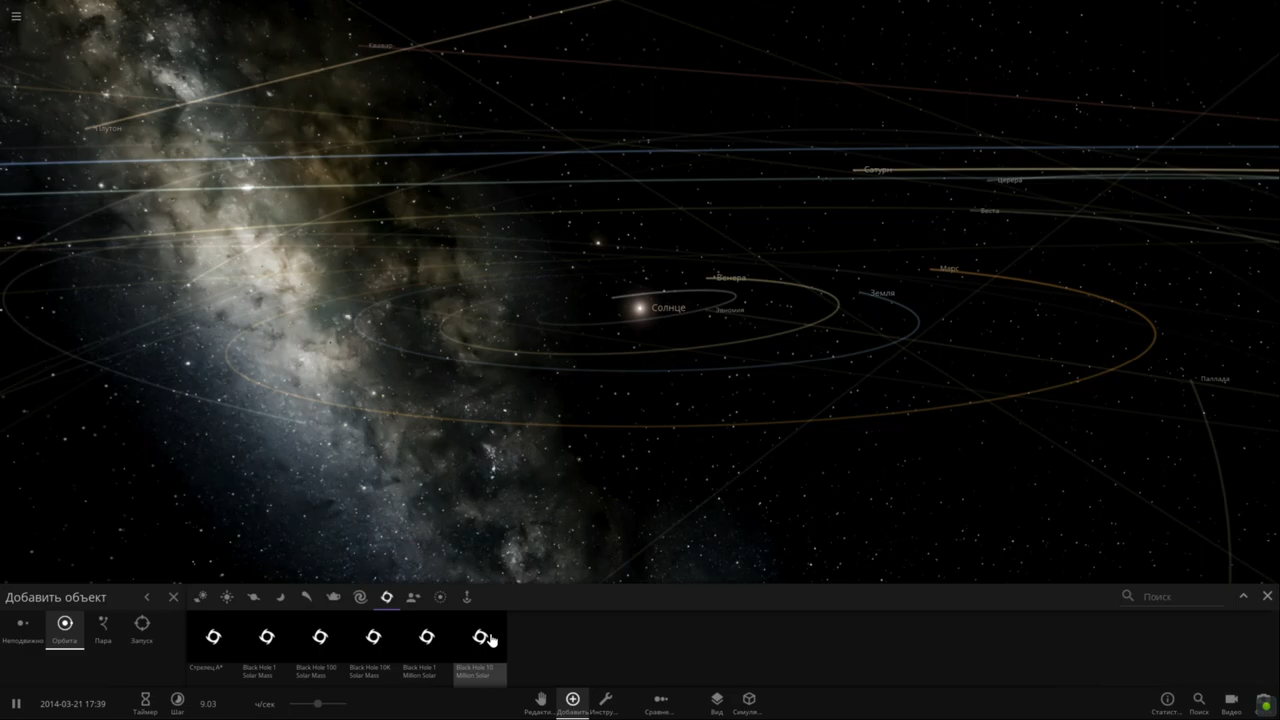 Квавар
Плутон
Сатурн
Церера
Веста
Марс
Венера
Земля
Солнце
Паллада
Добавить объект
Поиск
Неподвижно
Орбита
Пара
Запуск
Стрелец A*
Black Hole 1
Solar Mass
Black Hole 100
Solar Mass
Black Hole 10K
Solar Mass
Black Hole 1
Million Solar
Black Hole 10
Million Solar
2014-03-21 17:39
Таймер
Шаг
9.03
ч/сек
Редакти...
Добавить
Инстру...
Сравне...
Вид
Симуля...
Статист...
Поиск
Видео